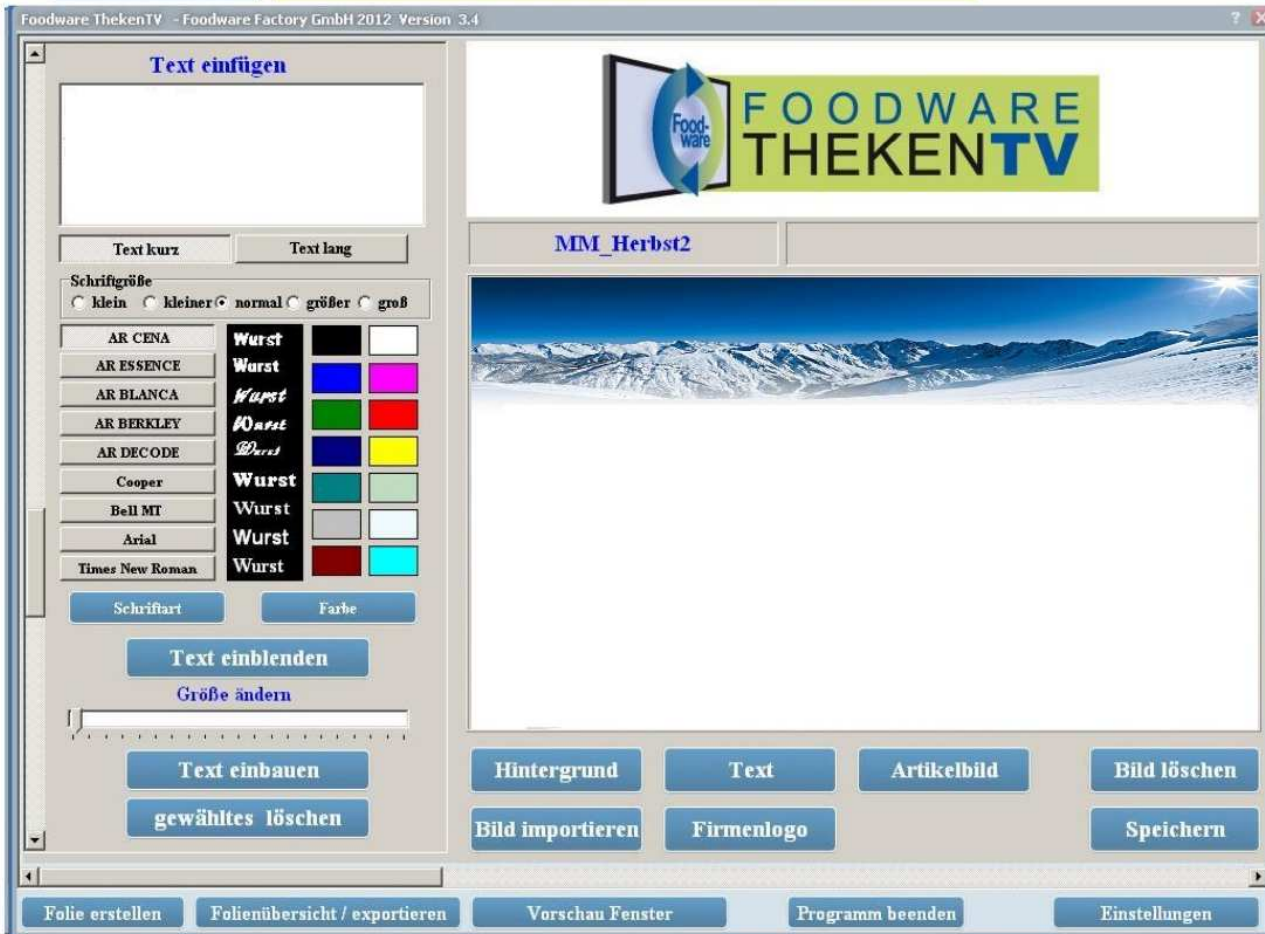 Foodware ThekenTV - Foodware Factory GmbH 2012 Version 3.4
Text einfügen
Text kurz
Text lang
Schriftgröße
klein kleiner normal größer groß
AR CENA Wurst
AR ESSENCE Wurst
AR BLANCA Wurst
AR BERKLEY Wurst
AR DECODE Wurst
Cooper Wurst
Bell MT Wurst
Arial Wurst
Times New Roman Wurst
Schriftart Farbe
Text einblenden
Größe ändern
Text einbauen
gewähltes löschen
Food-
ware
FOODWARE
THEKENTV
MM_Herbst2
Hintergrund Text Artikelbild Bild löschen
Bild importieren Firmenlogo Speichern
Folie erstellen Folienübersicht / exportieren Vorschau Fenster Programm beenden Einstellungen